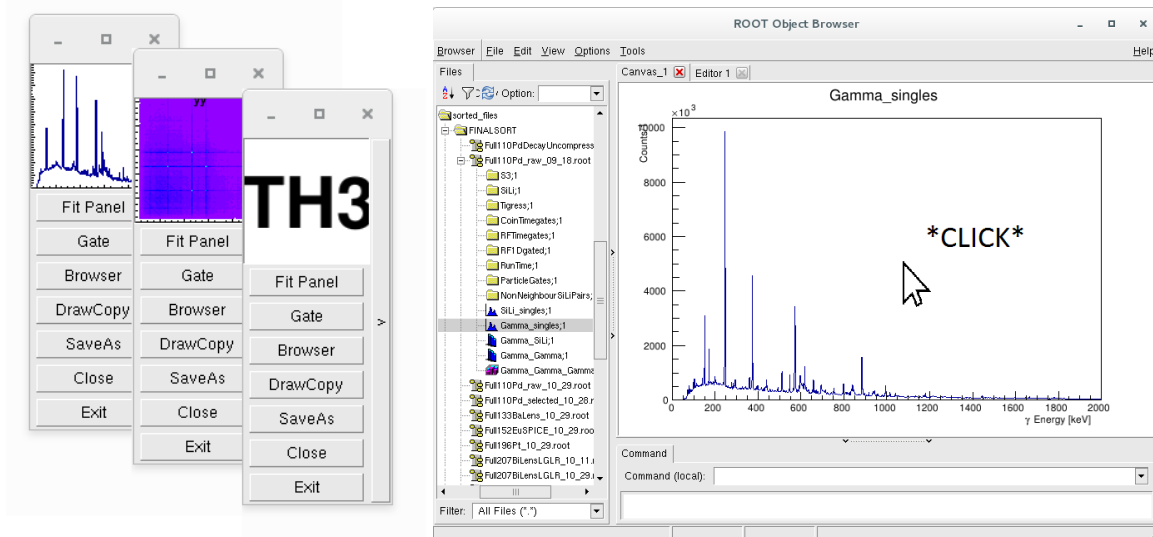 Fit Panel
Gate
Browser
DrawCopy
SaveAs
Close
Exit
γγ
Fit Panel
Gate
Browser
DrawCopy
SaveAs
Close
Exit
TH3
Fit Panel
Gate
Browser
DrawCopy
SaveAs
Close
Exit
>
ROOT Object Browser
Browser File Edit View Options Tools Help
Files
Option:
sorted_files
FINALSORT
Full110PdDecayUncompress
Full110Pd_raw_09_18.root
S3;1
SiLi;1
Tigress;1
CoinTimegates;1
RFTimegates;1
RF1Dgated;1
RunTime;1
ParticleGates;1
NonNeighbourSiLiPairs;
SiLi_singles;1
Gamma_singles;1
Gamma_SiLi;1
Gamma_Gamma;1
Gamma_Gamma_Gamma
Full110Pd_raw_10_29.root
Full110Pd_selected_10_28.r
Full133BaLens_10_29.root
Full152EuSPICE_10_29.roo
Full196Pt_10_29.root
Full207BiLensLGLR_10_11.r
Full207BiLensLGLR_10_29.r
Filter: All Files (*.*)
Canvas_1 Editor 1
Gamma_singles
×10³
Counts
10000
8000
6000
4000
2000
0
0 200 400 600 800 1000 1200 1400 1600 1800 2000
γ Energy [keV]
*CLICK*
Command
Command (local):